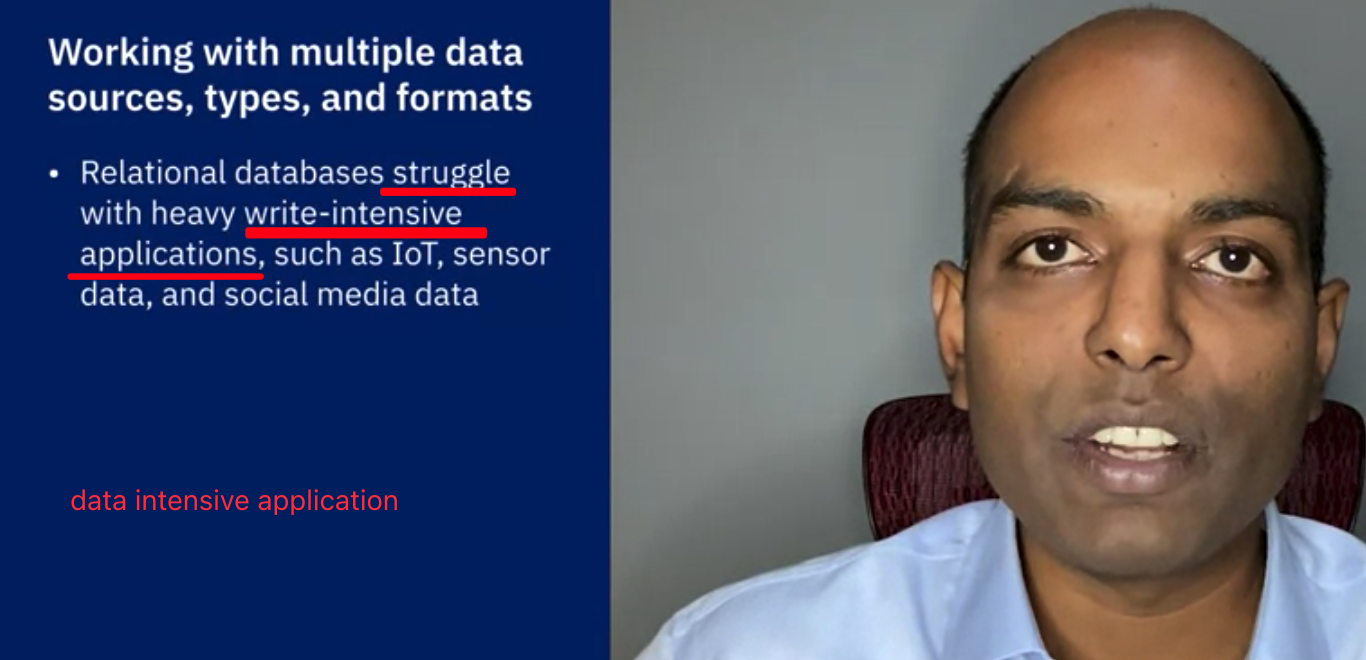 Working with multiple data
sources, types, and formats
• Relational databases struggle
with heavy write-intensive
applications, such as IoT, sensor
data, and social media data
data intensive application